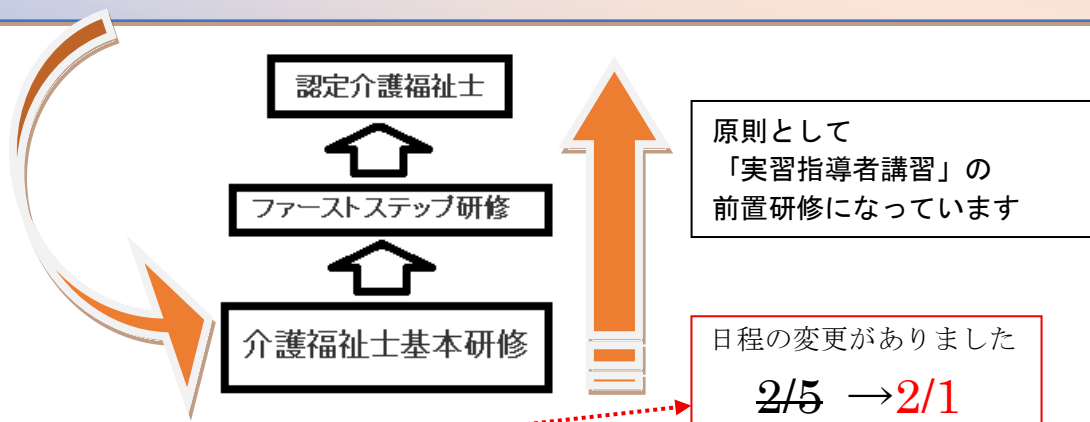 認定介護福祉士
ファーストステップ研修
介護福祉士基本研修
原則として
「実習指導者講習」の
前置研修になっています
日程の変更がありました
2/5 →2/1